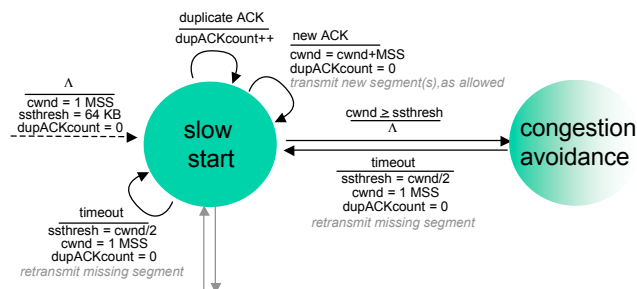 duplicate ACK
dupACKcount++
new ACK
cwnd = cwnd+MSS
dupACKcount = 0
transmit new segment(s),as allowed
Λ
cwnd = 1 MSS
ssthresh = 64 KB
dupACKcount = 0
slow
start
cwnd ≥ ssthresh
Λ
congestion
avoidance
timeout
ssthresh = cwnd/2
cwnd = 1 MSS
dupACKcount = 0
retransmit missing segment
timeout
ssthresh = cwnd/2
cwnd = 1 MSS
dupACKcount = 0
retransmit missing segment